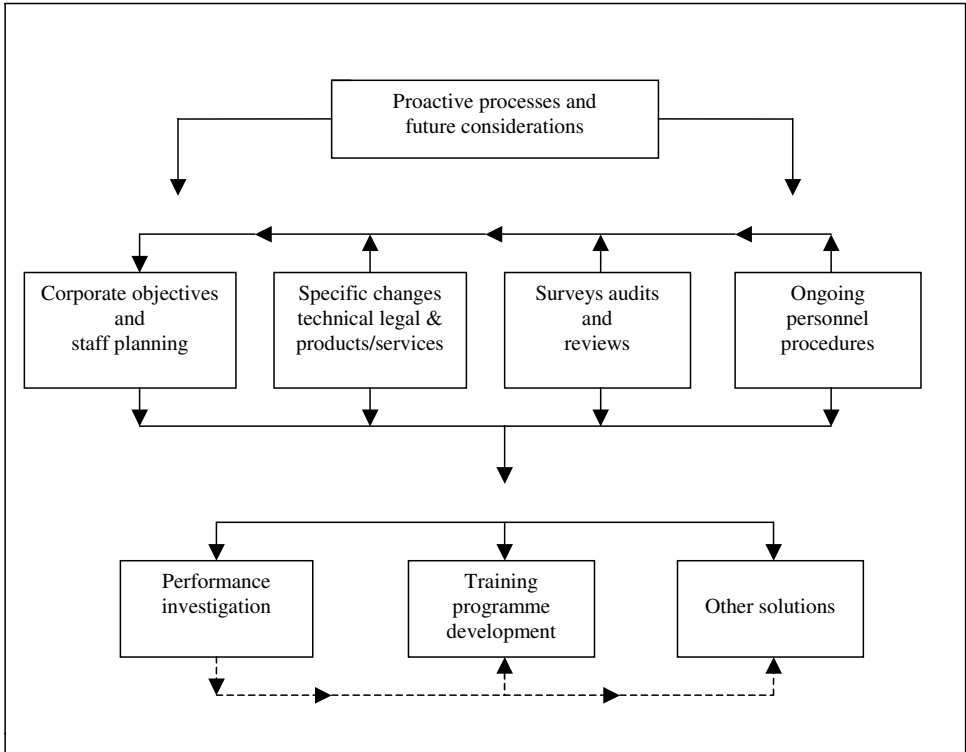 Proactive processes and
future considerations
Corporate objectives
and
staff planning
Specific changes
technical legal &
products/services
Surveys audits
and
reviews
Ongoing
personnel
procedures
Performance
investigation
Training
programme
development
Other solutions